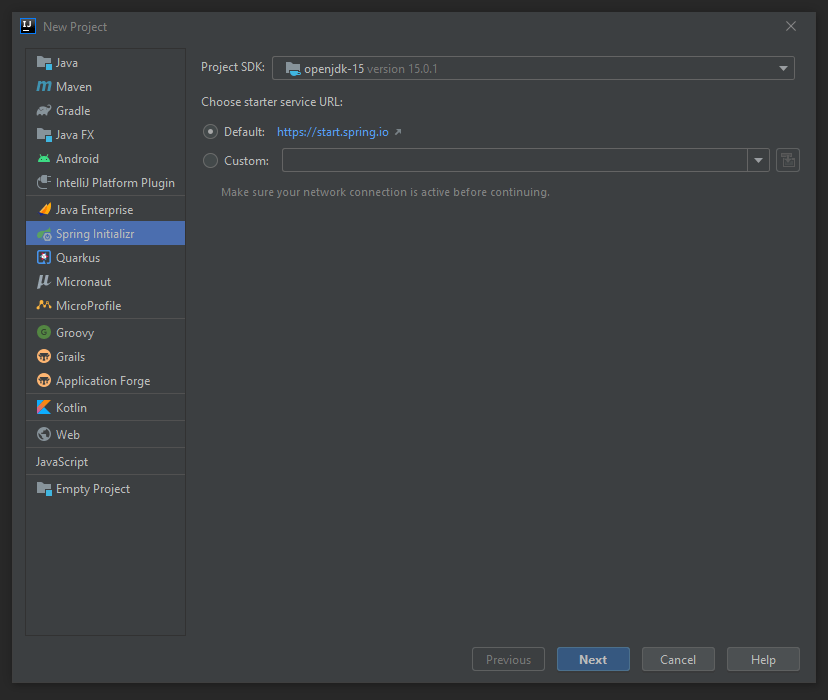 New Project
Java
Maven
Gradle
Java FX
Android
IntelliJ Platform Plugin
Java Enterprise
Spring Initializr
Quarkus
Micronaut
MicroProfile
Groovy
Grails
Application Forge
Kotlin
Web
JavaScript
Empty Project
Project SDK: openjdk-15 version 15.0.1
Choose starter service URL:
Default: https://start.spring.io
Custom:
Make sure your network connection is active before continuing.
Previous Next Cancel Help